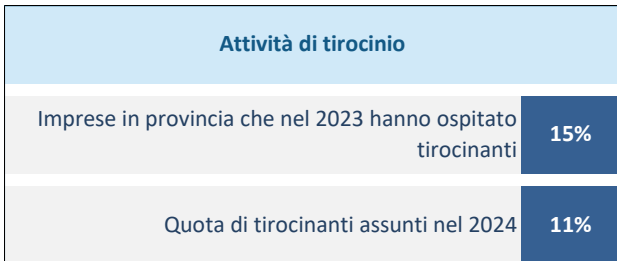 Attività di tirocinio
Imprese in provincia che nel 2023 hanno ospitato
tirocinanti
15%
Quota di tirocinanti assunti nel 2024
11%